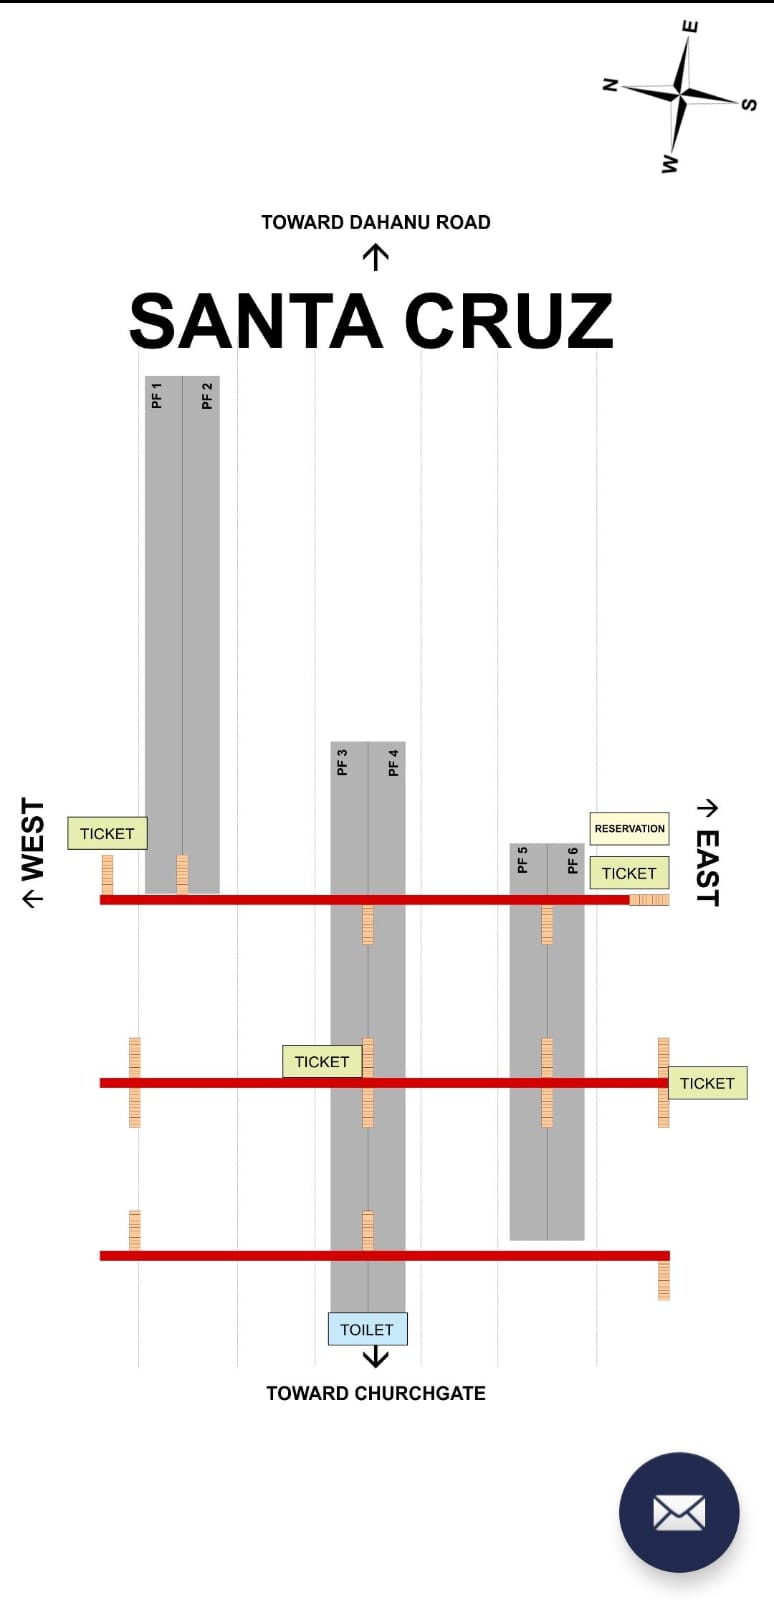 E
N
S
W
TOWARD DAHANU ROAD
↑
SANTA CRUZ
PF 1
PF 2
PF 3
PF 4
← WEST
TICKET
RESERVATION
→ EAST
PF 5
PF 6
TICKET
TICKET
TICKET
TOILET
↓
TOWARD CHURCHGATE